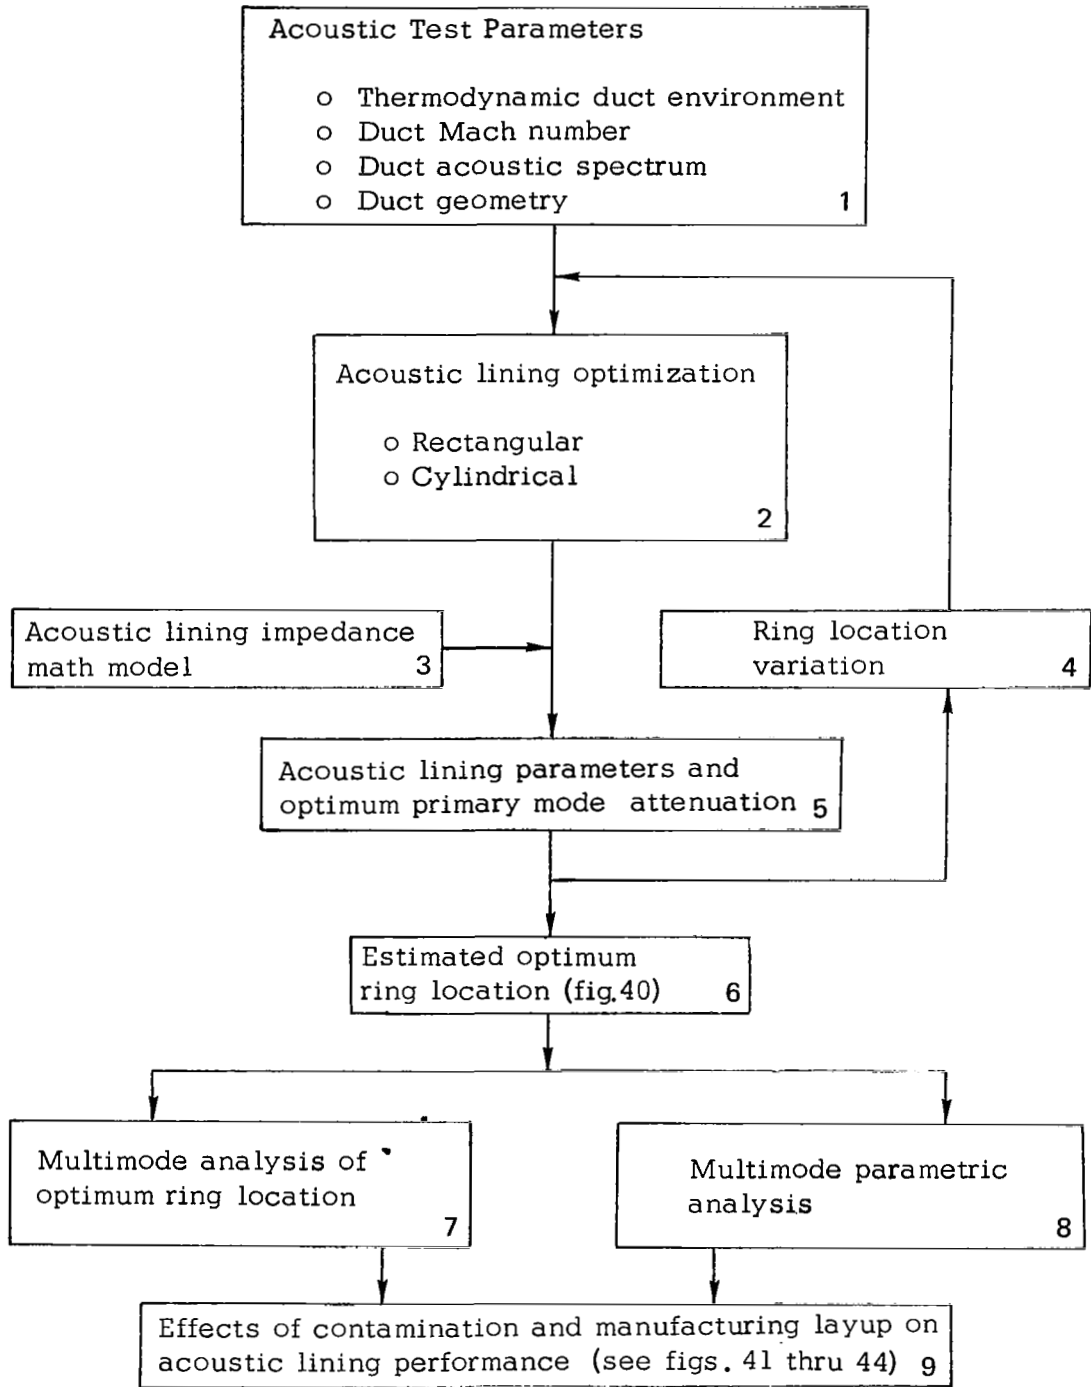 Acoustic Test Parameters
o Thermodynamic duct environment
o Duct Mach number
o Duct acoustic spectrum
o Duct geometry 1
Acoustic lining optimization
o Rectangular
o Cylindrical
2
Acoustic lining impedance
math model 3
Ring location
variation 4
Acoustic lining parameters and
optimum primary mode attenuation 5
Estimated optimum
ring location (fig.40) 6
Multimode analysis of
optimum ring location
7
Multimode parametric
analysis
8
Effects of contamination and manufacturing layup on
acoustic lining performance (see figs. 41 thru 44) 9